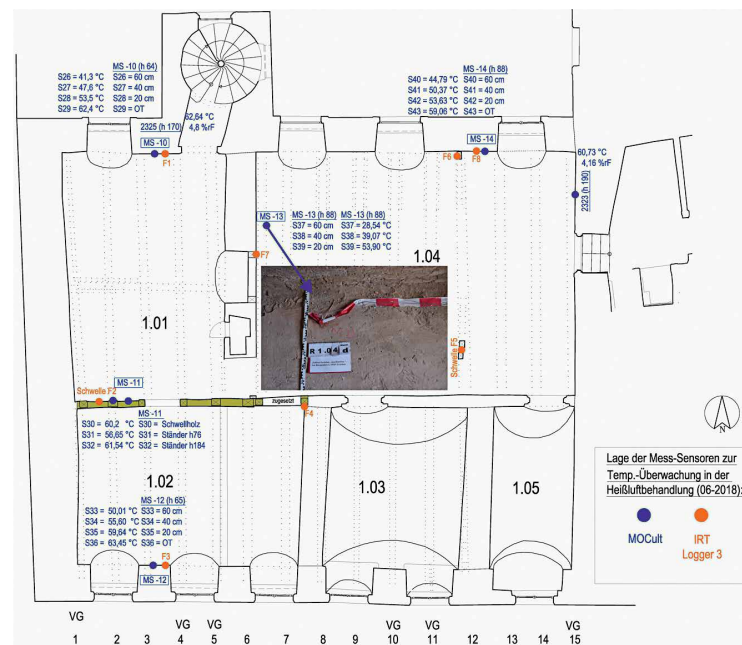 MS -10 (h 64)
S26 = 41,3 °C S26 = 60 cm
S27 = 47,6 °C S27 = 40 cm
S28 = 53,5 °C S28 = 20 cm
S29 = 62,4 °C S29 = OT
62,64 °C
4,8 %rF
2325 (h 170)
MS -10
F1
MS -14 (h 88)
S40 = 44,79 °C S40 = 60 cm
S41 = 50,37 °C S41 = 40 cm
S42 = 53,63 °C S42 = 20 cm
S43 = 59,06 °C S43 = OT
MS -14
F6
F8
60,73 °C
4,16 %rF
2323 (h 190)
MS -13
MS -13 (h 88) MS -13 (h 88)
S37 = 60 cm S37 = 28,54 °C
S38 = 40 cm S38 = 39,07 °C
S39 = 20 cm S39 = 53,90 °C
F7
1.04
1.01
R 1.04 d
Schwelle F5
Schwelle F2
MS -11
zugesetzt
F4
MS -11
S30 = 60,2 °C S30 = Schwellholz
S31 = 56,65 °C S31 = Ständer h76
S32 = 61,54 °C S32 = Ständer h184
1.02
1.03
1.05
MS -12 (h 65)
S33 = 50,01 °C S33 = 60 cm
S34 = 55,60 °C S34 = 40 cm
S35 = 59,64 °C S35 = 20 cm
S36 = 63,45 °C S36 = OT
F3
MS -12
N
Lage der Mess-Sensoren zur
Temp.-Überwachung in der
Heißluftbehandlung (06-2018):
MOCult
IRT
Logger 3
VG VG VG VG VG VG
1 2 3 4 5 6 7 8 9 10 11 12 13 14 15